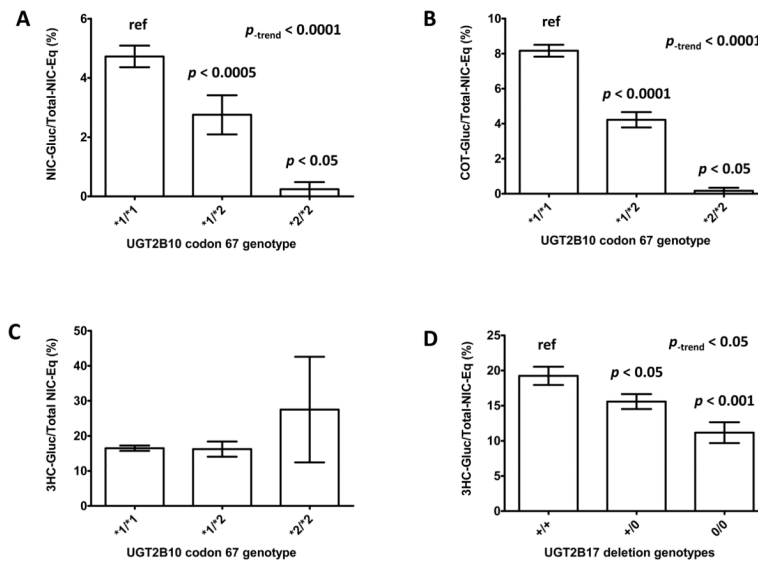 A
NIC-Gluc/Total-NIC-Eq (%)
6
4
2
0
ref
p-trend < 0.0001
p < 0.0005
p < 0.05
*1/*1
*1/*2
*2/*2
UGT2B10 codon 67 genotype
B
COT-Gluc/Total-NIC-Eq (%)
10
8
6
4
2
0
ref
p-trend < 0.0001
p < 0.0001
p < 0.05
*1/*1
*1/*2
*2/*2
UGT2B10 codon 67 genotype
C
3HC-Gluc/Total NIC-Eq (%)
50
40
30
20
10
0
*1/*1
*1/*2
*2/*2
UGT2B10 codon 67 genotype
D
3HC-Gluc/Total-NIC-Eq (%)
25
20
15
10
5
0
ref
p-trend < 0.05
p < 0.05
p < 0.001
+/+
+/0
0/0
UGT2B17 deletion genotypes